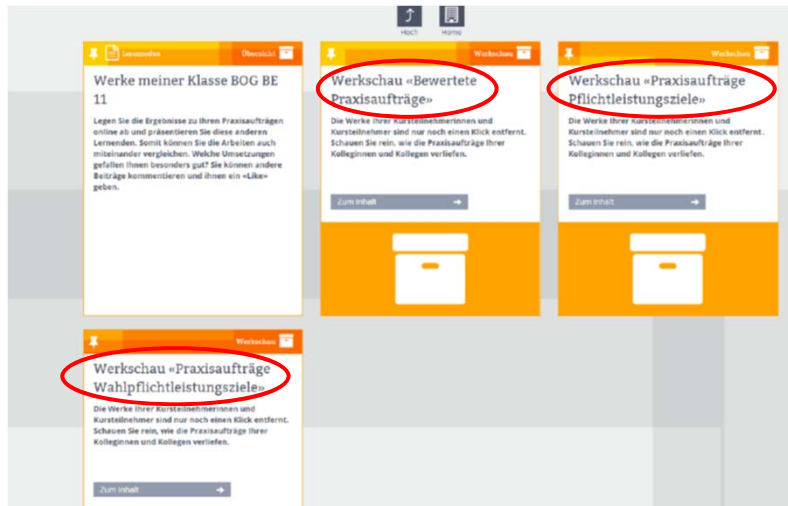 Hoch
Home
Lernmodus
Übersicht
Werke meiner Klasse BOG BE
11
Legen Sie die Ergebnisse zu Ihren Praxisaufträgen
online ab und präsentieren Sie diese anderen
Lernenden. Somit können Sie die Arbeiten auch
miteinander vergleichen. Welche Umsetzungen
gefallen Ihnen besonders gut? Sie können andere
Beiträge kommentieren und ihnen ein «Like»
geben.
Werkschau
Werkschau «Bewertete
Praxisaufträge»
Die Werke Ihrer Kursteilnehmerinnen und
Kursteilnehmer sind nur noch einen Klick entfernt.
Schauen Sie rein, wie die Praxisaufträge Ihrer
Kolleginnen und Kollegen verliefen.
Zum Inhalt
Werkschau
Werkschau «Praxisaufträge
Pflichtleistungsziele»
Die Werke Ihrer Kursteilnehmerinnen und
Kursteilnehmer sind nur noch einen Klick entfernt.
Schauen Sie rein, wie die Praxisaufträge Ihrer
Kolleginnen und Kollegen verliefen.
Zum Inhalt
Werkschau
Werkschau «Praxisaufträge
Wahlpflichtleistungsziele»
Die Werke Ihrer Kursteilnehmerinnen und
Kursteilnehmer sind nur noch einen Klick entfernt.
Schauen Sie rein, wie die Praxisaufträge Ihrer
Kolleginnen und Kollegen verliefen.
Zum Inhalt